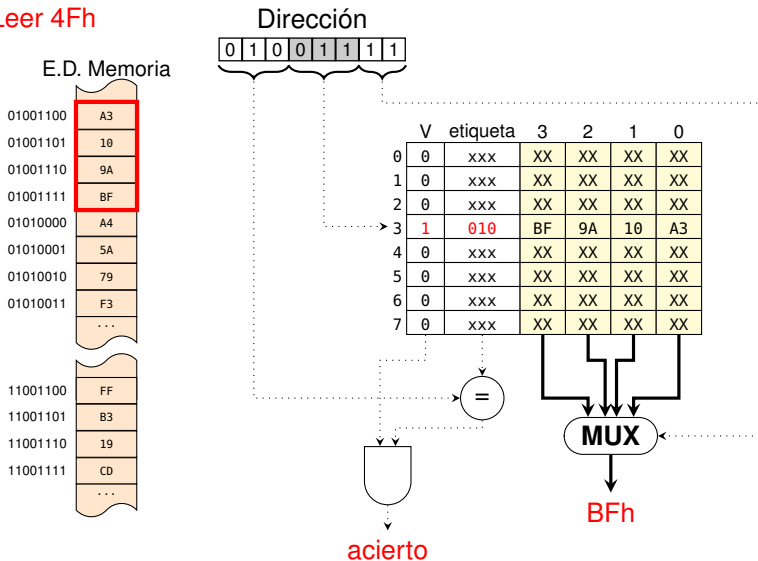 Leer 4Fh
Dirección
0 1 0 0 1 1 1 1
E.D. Memoria
01001100 A3
01001101 10
01001110 9A
01001111 BF
01010000 A4
01010001 5A
01010010 79
01010011 F3
...
11001100 FF
11001101 B3
11001110 19
11001111 CD
...
V etiqueta 3 2 1 0
0 0 xxx XX XX XX XX
1 0 xxx XX XX XX XX
2 0 xxx XX XX XX XX
3 1 010 BF 9A 10 A3
4 0 xxx XX XX XX XX
5 0 xxx XX XX XX XX
6 0 xxx XX XX XX XX
7 0 xxx XX XX XX XX
=
MUX
BFh
acierto